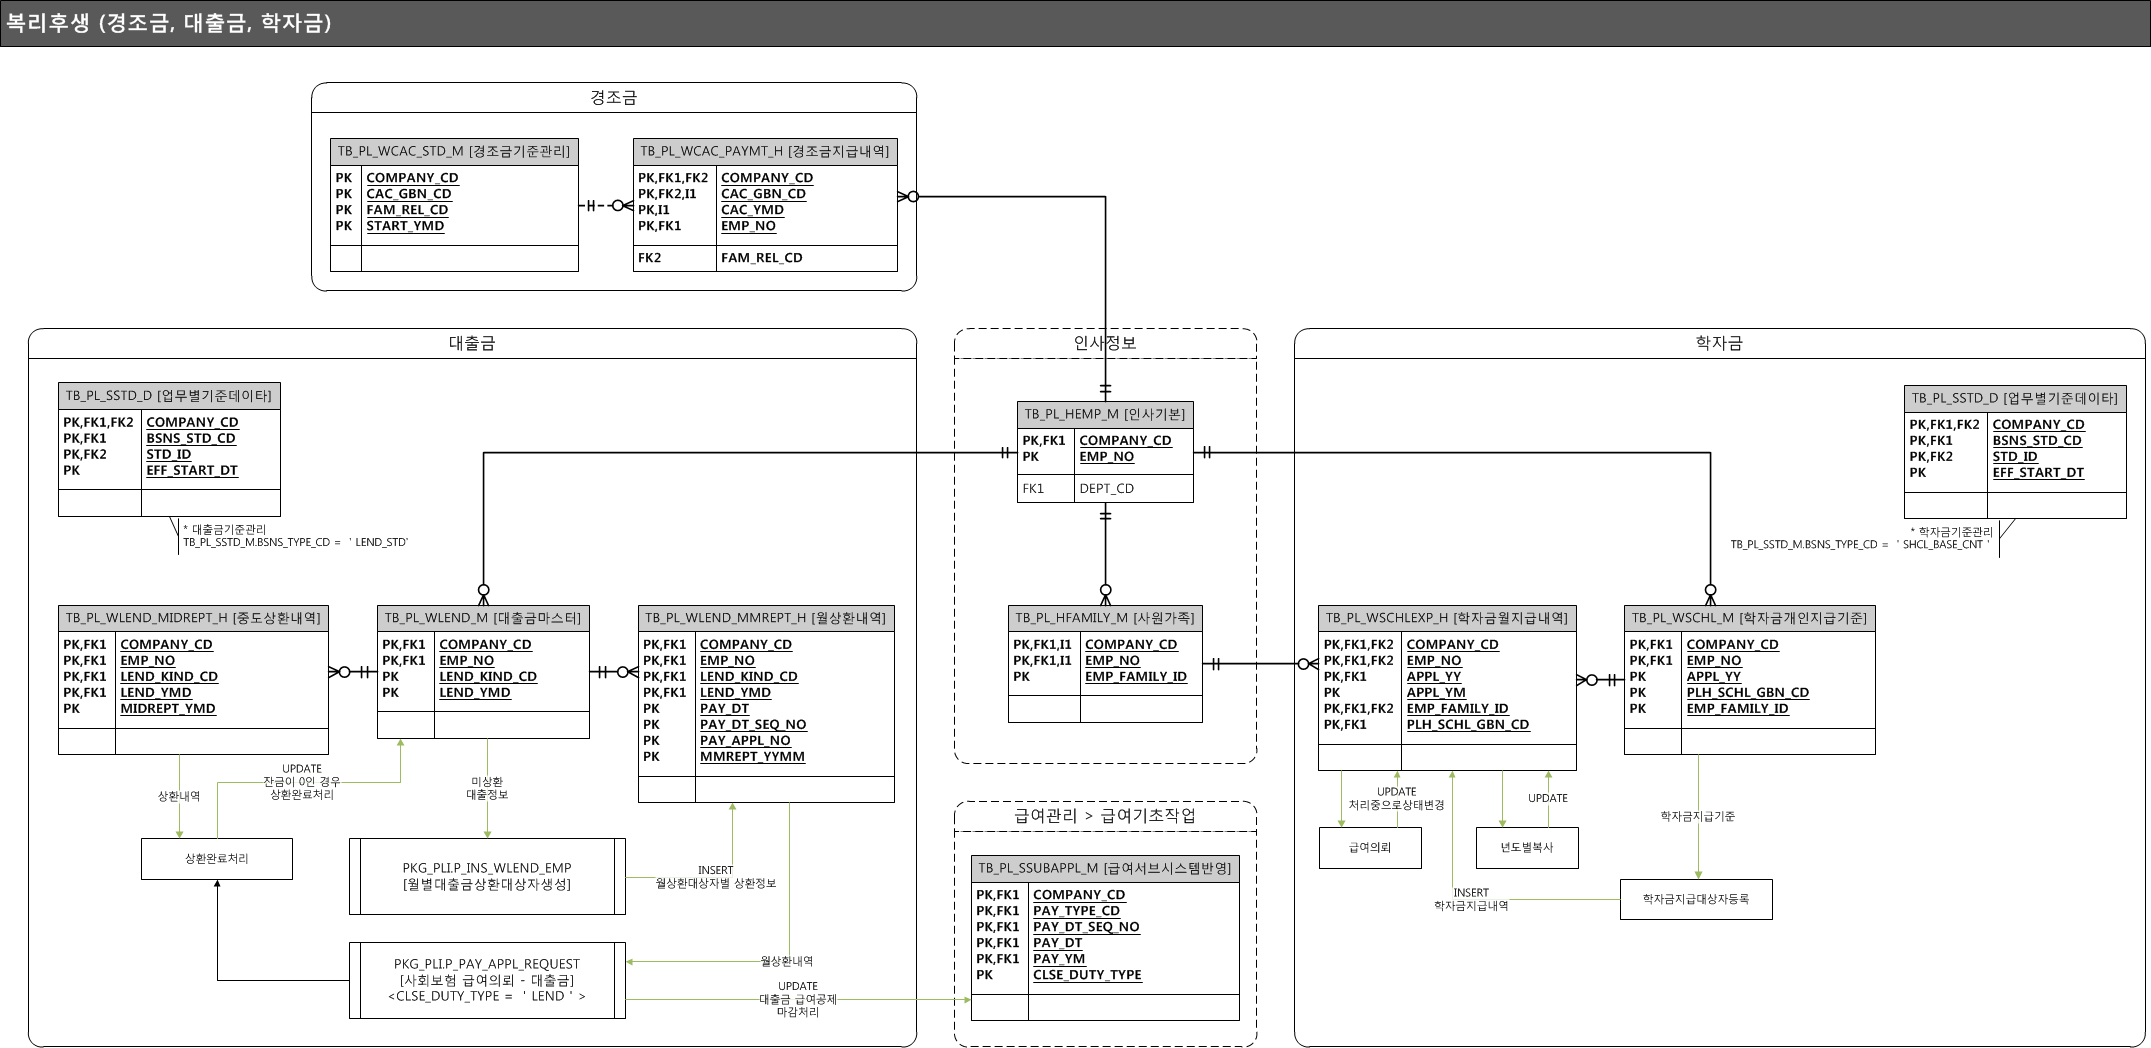 복리후생 (경조금, 대출금, 학자금)
경조금
TB_PL_WCAC_STD_M [경조금기준관리]
PK COMPANY_CD
PK CAC_GBN_CD
PK FAM_REL_CD
PK START_YMD
TB_PL_WCAC_PAYMT_H [경조금지급내역]
PK,FK1,FK2 COMPANY_CD
PK,FK2,I1 CAC_GBN_CD
PK,I1 CAC_YMD
PK,FK1 EMP_NO
FK2 FAM_REL_CD
대출금
TB_PL_SSTD_D [업무별기준데이타]
PK,FK1,FK2 COMPANY_CD
PK,FK1 BSNS_STD_CD
PK,FK2 STD_ID
PK EFF_START_DT
* 대출금기준관리
TB_PL_SSTD_M.BSNS_TYPE_CD = ' LEND_STD'
TB_PL_WLEND_MIDREPT_H [중도상환내역]
PK,FK1 COMPANY_CD
PK,FK1 EMP_NO
PK,FK1 LEND_KIND_CD
PK,FK1 LEND_YMD
PK MIDREPT_YMD
TB_PL_WLEND_M [대출금마스터]
PK,FK1 COMPANY_CD
PK,FK1 EMP_NO
PK LEND_KIND_CD
PK LEND_YMD
TB_PL_WLEND_MMREPT_H [월상환내역]
PK,FK1 COMPANY_CD
PK,FK1 EMP_NO
PK,FK1 LEND_KIND_CD
PK,FK1 LEND_YMD
PK PAY_DT
PK PAY_DT_SEQ_NO
PK PAY_APPL_NO
PK MMREPT_YYMM
상환내역
UPDATE
잔금이 0인 경우
상환완료처리
미상환
대출정보
상환완료처리
PKG_PLI.P_INS_WLEND_EMP
[월별대출금상환대상자생성]
INSERT
월상환대상자별 상환정보
PKG_PLI.P_PAY_APPL_REQUEST
[사회보험 급여의뢰 - 대출금]
<CLSE_DUTY_TYPE = ' LEND ' >
월상환내역
UPDATE
대출금 급여공제
마감처리
인사정보
TB_PL_HEMP_M [인사기본]
PK,FK1 COMPANY_CD
PK EMP_NO
FK1 DEPT_CD
TB_PL_HFAMILY_M [사원가족]
PK,FK1,I1 COMPANY_CD
PK,FK1,I1 EMP_NO
PK EMP_FAMILY_ID
급여관리 > 급여기초작업
TB_PL_SSUBAPPL_M [급여서브시스템반영]
PK,FK1 COMPANY_CD
PK,FK1 PAY_TYPE_CD
PK,FK1 PAY_DT_SEQ_NO
PK,FK1 PAY_DT
PK,FK1 PAY_YM
PK CLSE_DUTY_TYPE
학자금
TB_PL_SSTD_D [업무별기준데이타]
PK,FK1,FK2 COMPANY_CD
PK,FK1 BSNS_STD_CD
PK,FK2 STD_ID
PK EFF_START_DT
* 학자금기준관리
TB_PL_SSTD_M.BSNS_TYPE_CD = ' SHCL_BASE_CNT '
TB_PL_WSCHLEXP_H [학자금월지급내역]
PK,FK1,FK2 COMPANY_CD
PK,FK1,FK2 EMP_NO
PK,FK1 APPL_YY
PK APPL_YM
PK,FK1,FK2 EMP_FAMILY_ID
PK,FK1 PLH_SCHL_GBN_CD
TB_PL_WSCHL_M [학자금개인지급기준]
PK,FK1 COMPANY_CD
PK,FK1 EMP_NO
PK APPL_YY
PK PLH_SCHL_GBN_CD
PK EMP_FAMILY_ID
UPDATE
처리중으로상태변경
UPDATE
학자금지급기준
급여의뢰
년도별복사
INSERT
학자금지급내역
학자금지급대상자등록